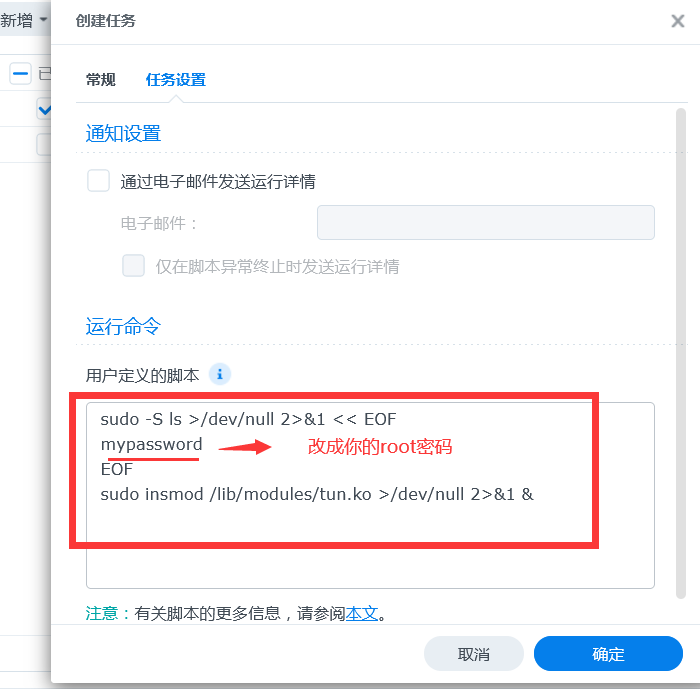 新增
创建任务
已
常规 任务设置
通知设置
通过电子邮件发送运行详情
电子邮件：
仅在脚本异常终止时发送运行详情
运行命令
用户定义的脚本
sudo -S ls >/dev/null 2>&1 << EOF
mypassword 改成你的root密码
EOF
sudo insmod /lib/modules/tun.ko >/dev/null 2>&1 &
注意：有关脚本的更多信息，请参阅本文。
取消 确定